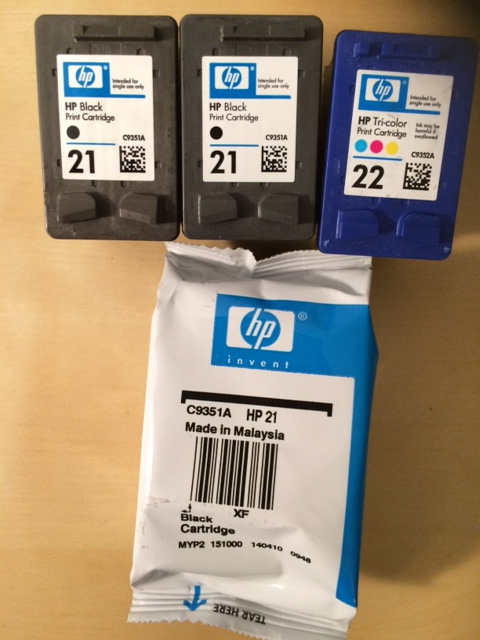 hp
Intended for
single use only
HP Black
Print Cartridge
C9351A
21
hp
Intended for
single use only
HP Black
Print Cartridge
C9351A
21
hp
Intended for
single use only
HP Tri-color
Print Cartridge
Ink may be
harmful if
swallowed.
C9352A
22
hp ®
invent
C9351A HP 21
Made in Malaysia
XF
Black
Cartridge
MYP2 151000 140410 0948
TEAR HERE